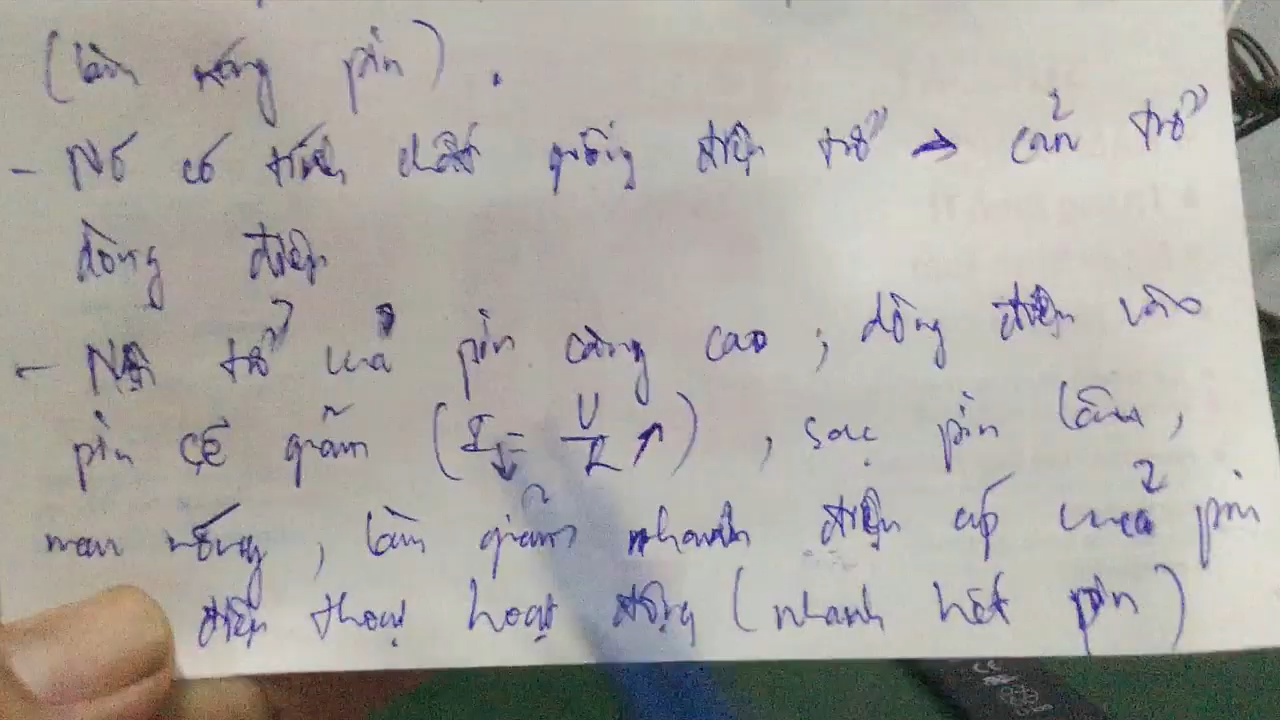 (làm nóng pin).
- Nó có tính chất giống điện trở → cản trở
dòng điện
- Nội trở của pin càng cao, dòng điện vào
pin sẽ giảm (I↓ = U/R↑), sạc pin lâu,
mau nóng, làm giảm nhanh điện áp của pin
điện thoại hoạt động (nhanh hết pin)